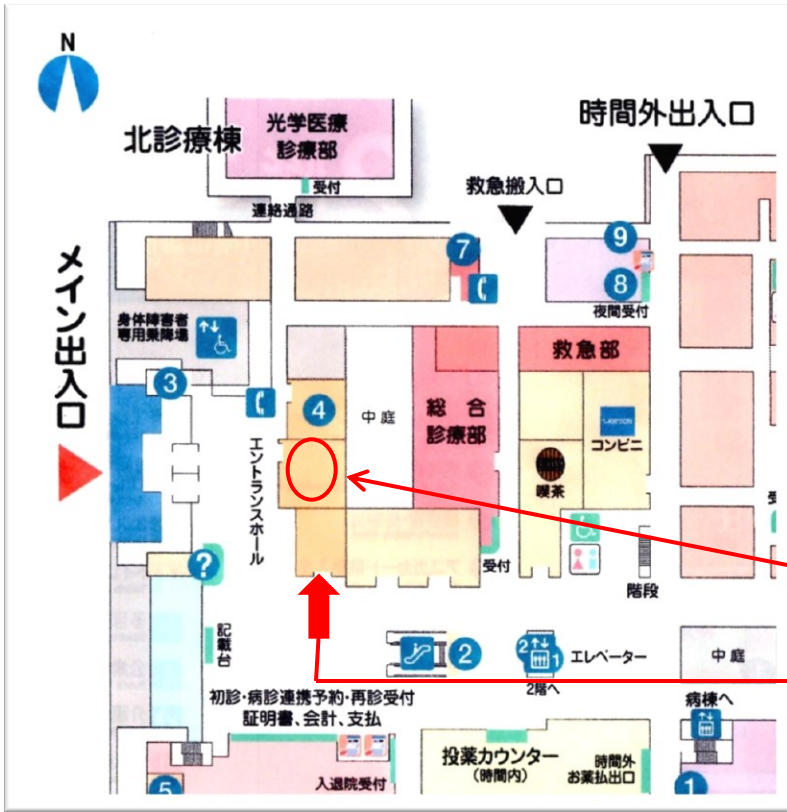 N
北診療棟
光学医療
診療部
受付
連絡通路
時間外出入口
救急搬入口
メイン出入口
身体障害者
専用乗降場
7
9
8
夜間受付
3
4
中庭
総合
診療部
救急部
LAWSON
コンビニ
喫茶
エントランスホール
受
?
受付
階段
記載台
2
2
1
エレベーター
2階へ
中庭
病棟へ
初診・病診連携予約・再診受付
証明書、会計、支払
入退院受付
投薬カウンター
(時間内)
時間外
お薬払出口
5
1